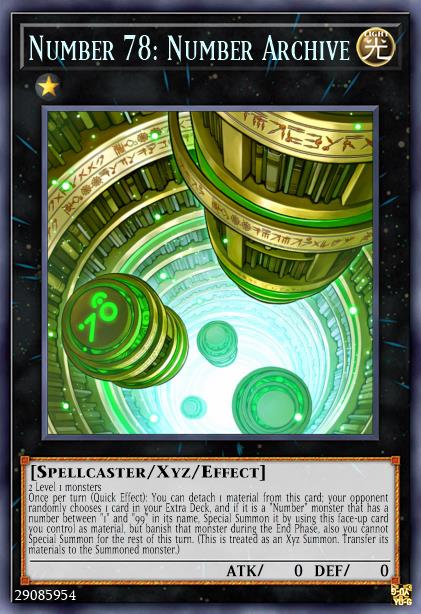 Number 78: Number Archive
LIGHT
光
78
[Spellcaster/Xyz/Effect]
2 Level 1 monsters
Once per turn (Quick Effect): You can detach 1 material from this card; your opponent
randomly chooses 1 card in your Extra Deck, and if it is a "Number" monster that has a
number between "1" and "99" in its name, Special Summon it by using this face-up card
you control as material, but banish that monster during the End Phase, also you cannot
Special Summon for the rest of this turn. (This is treated as an Xyz Summon. Transfer its
materials to the Summoned monster.)
ATK/ 0 DEF/ 0
29085954